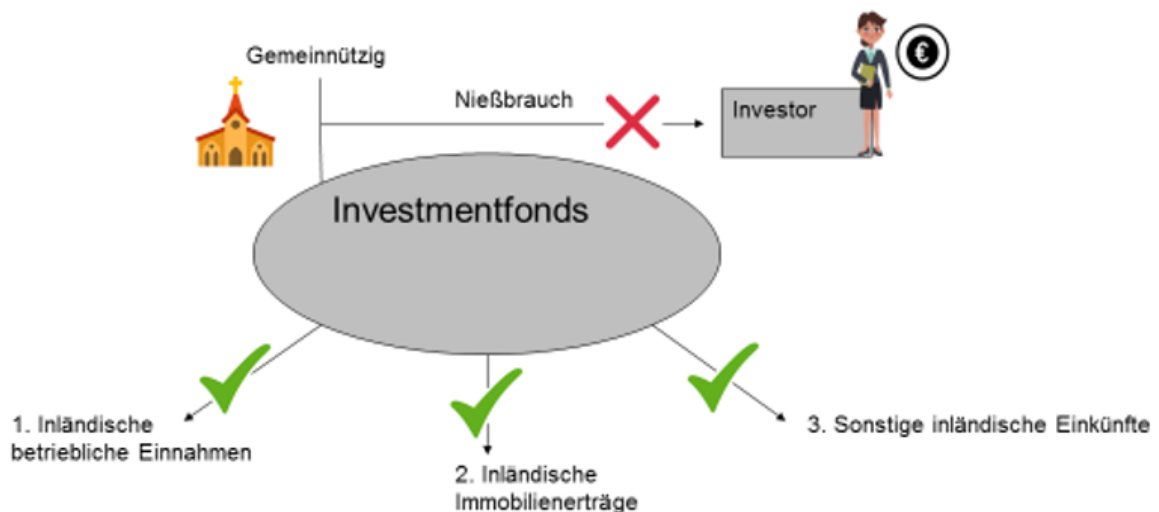 Gemeinnützig
Nießbrauch
Investor
€
Investmentfonds
1. Inländische
betriebliche Einnahmen
2. Inländische
Immobilienerträge
3. Sonstige inländische Einkünfte